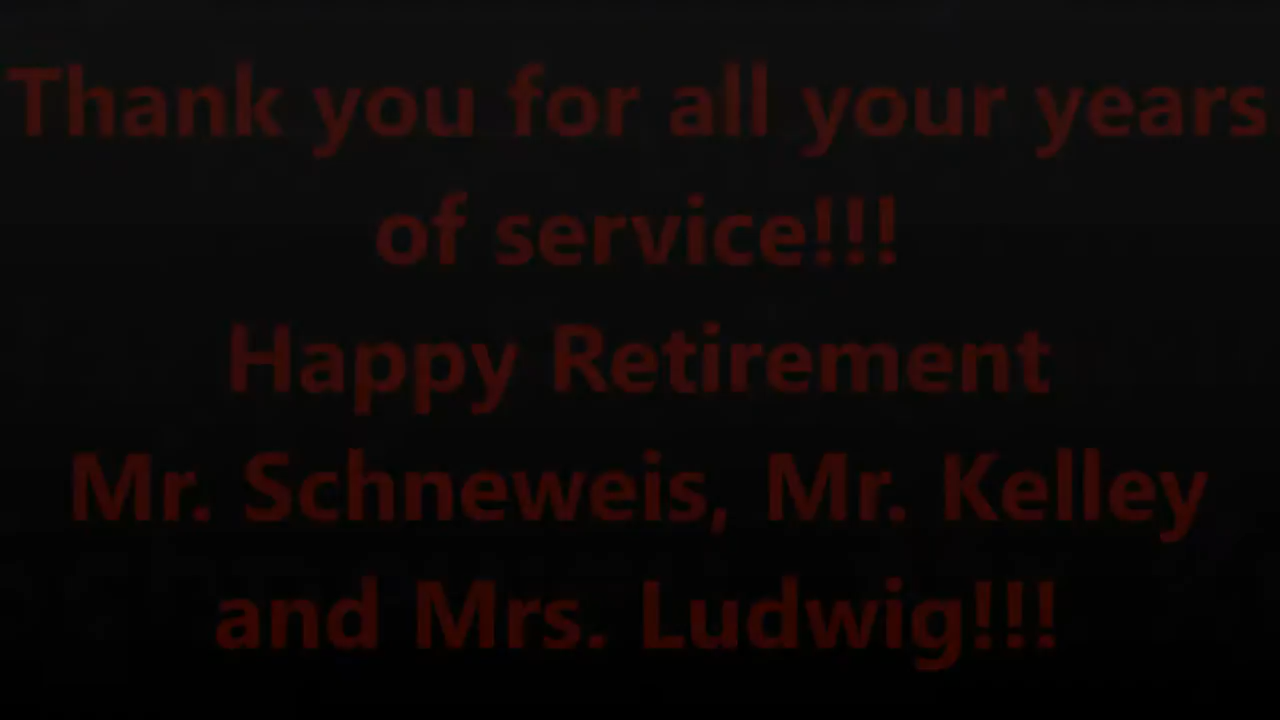 Thank you for all your years
of service!!!
Happy Retirement
Mr. Schneweis, Mr. Kelley
and Mrs. Ludwig!!!